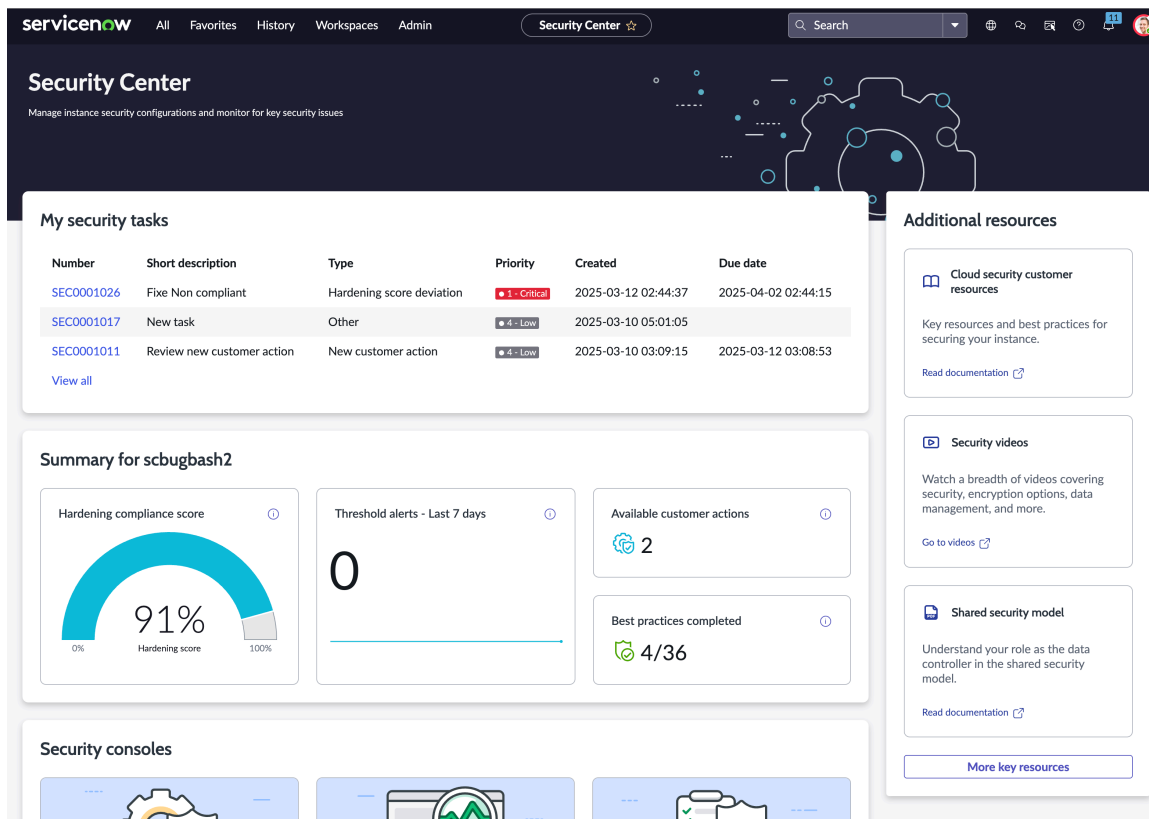 servicenow All Favorites History Workspaces Admin Security Center Search 11
Security Center
Manage instance security configurations and monitor for key security issues
My security tasks
Number Short description Type Priority Created Due date
SEC0001026 Fixe Non compliant Hardening score deviation 1 - Critical 2025-03-12 02:44:37 2025-04-02 02:44:15
SEC0001017 New task Other 4 - Low 2025-03-10 05:01:05
SEC0001011 Review new customer action New customer action 4 - Low 2025-03-10 03:09:15 2025-03-12 03:08:53
View all
Summary for scbugbash2
Hardening compliance score
91%
0% Hardening score 100%
Threshold alerts - Last 7 days
0
Available customer actions
2
Best practices completed
4/36
Security consoles
Additional resources
Cloud security customer
resources
Key resources and best practices for
securing your instance.
Read documentation
Security videos
Watch a breadth of videos covering
security, encryption options, data
management, and more.
Go to videos
Shared security model
Understand your role as the data
controller in the shared security
model.
Read documentation
More key resources